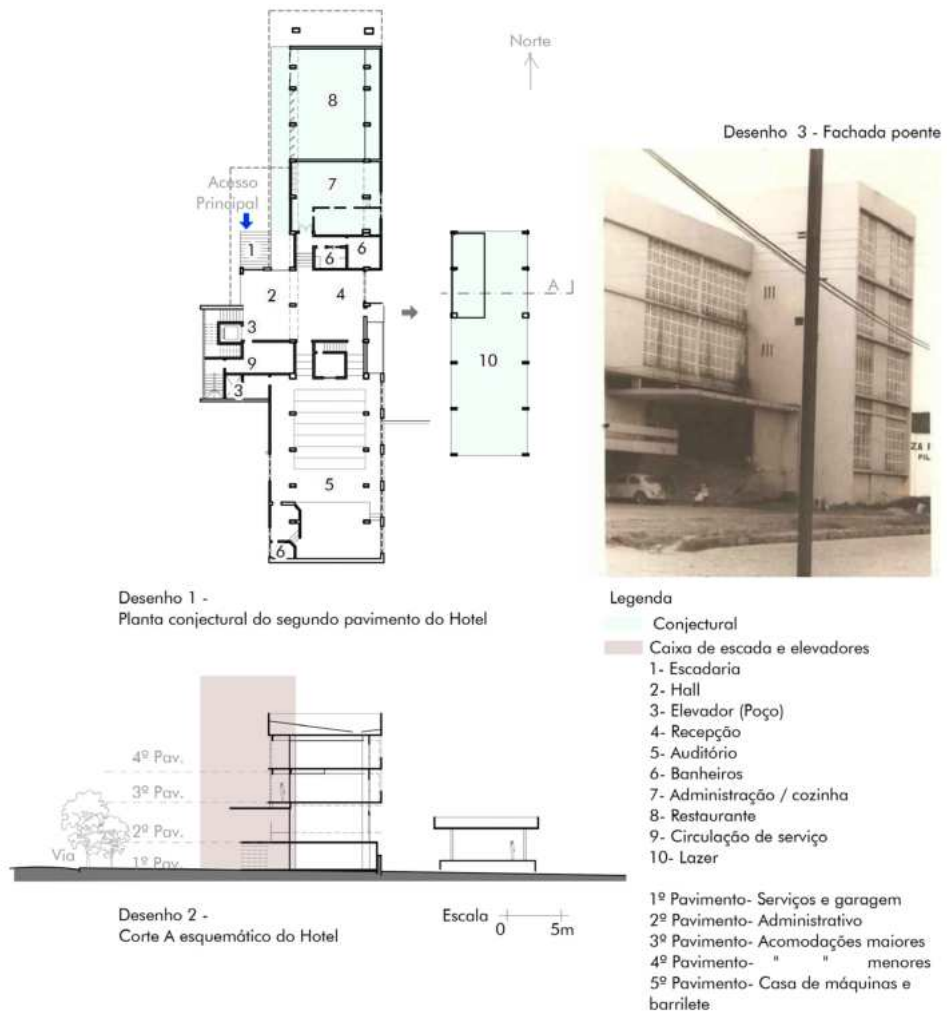 Norte
Desenho 3 - Fachada poente
8
7
Acesso
Principal
1
6
6
2
4
A
3
9
10
3
5
6
ZA
PIL
Desenho 1 -
Planta conjectural do segundo pavimento do Hotel
Legenda
Conjectural
Caixa de escada e elevadores
1- Escadaria
2- Hall
3- Elevador (Poço)
4- Recepção
5- Auditório
6- Banheiros
7- Administração / cozinha
8- Restaurante
9- Circulação de serviço
10- Lazer
4º Pav.
3º Pav.
2º Pav.
Via
1º Pav.
Desenho 2 -
Corte A esquemático do Hotel
Escala
0 5m
1º Pavimento- Serviços e garagem
2º Pavimento- Administrativo
3º Pavimento- Acomodações maiores
4º Pavimento- " " menores
5º Pavimento- Casa de máquinas e
barrilete